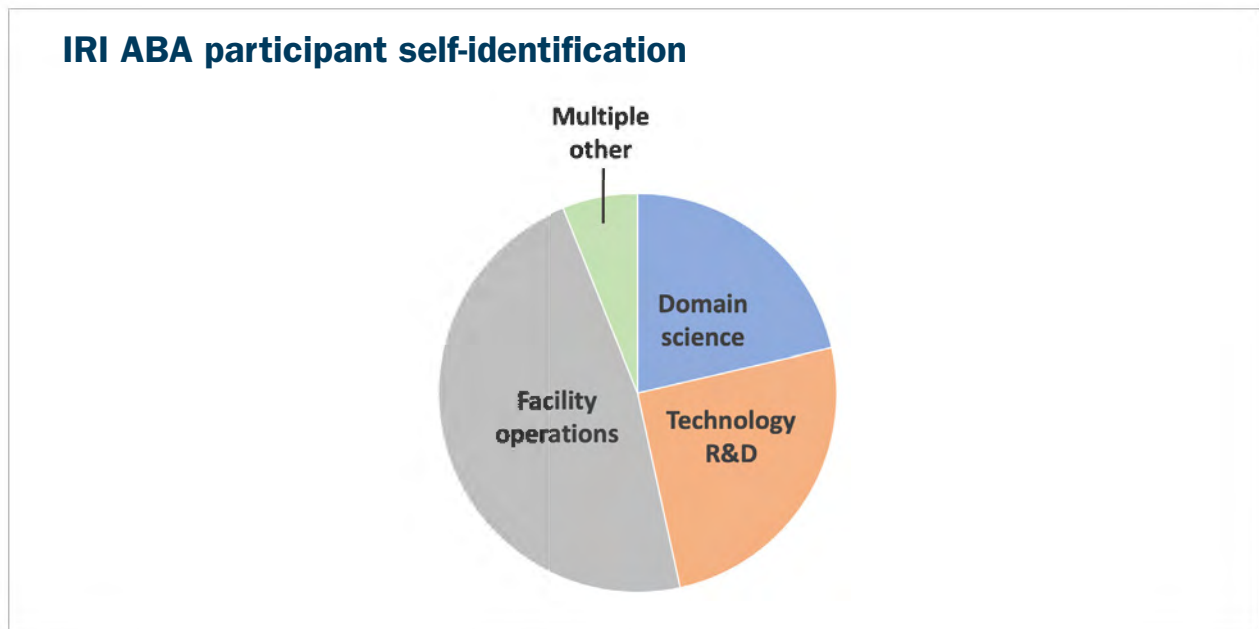 IRI ABA participant self-identification
Multiple
other
Domain
science
Technology
R&D
Facility
operations